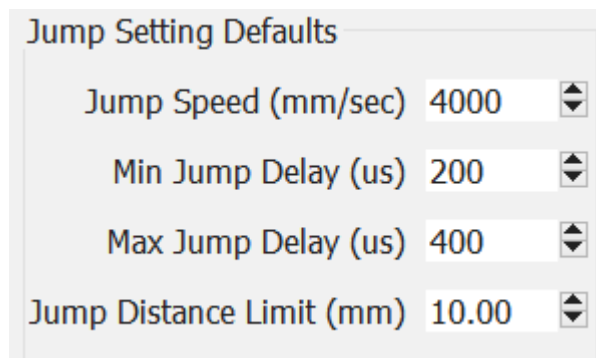 Jump Setting Defaults
Jump Speed (mm/sec) 4000
Min Jump Delay (us) 200
Max Jump Delay (us) 400
Jump Distance Limit (mm) 10.00